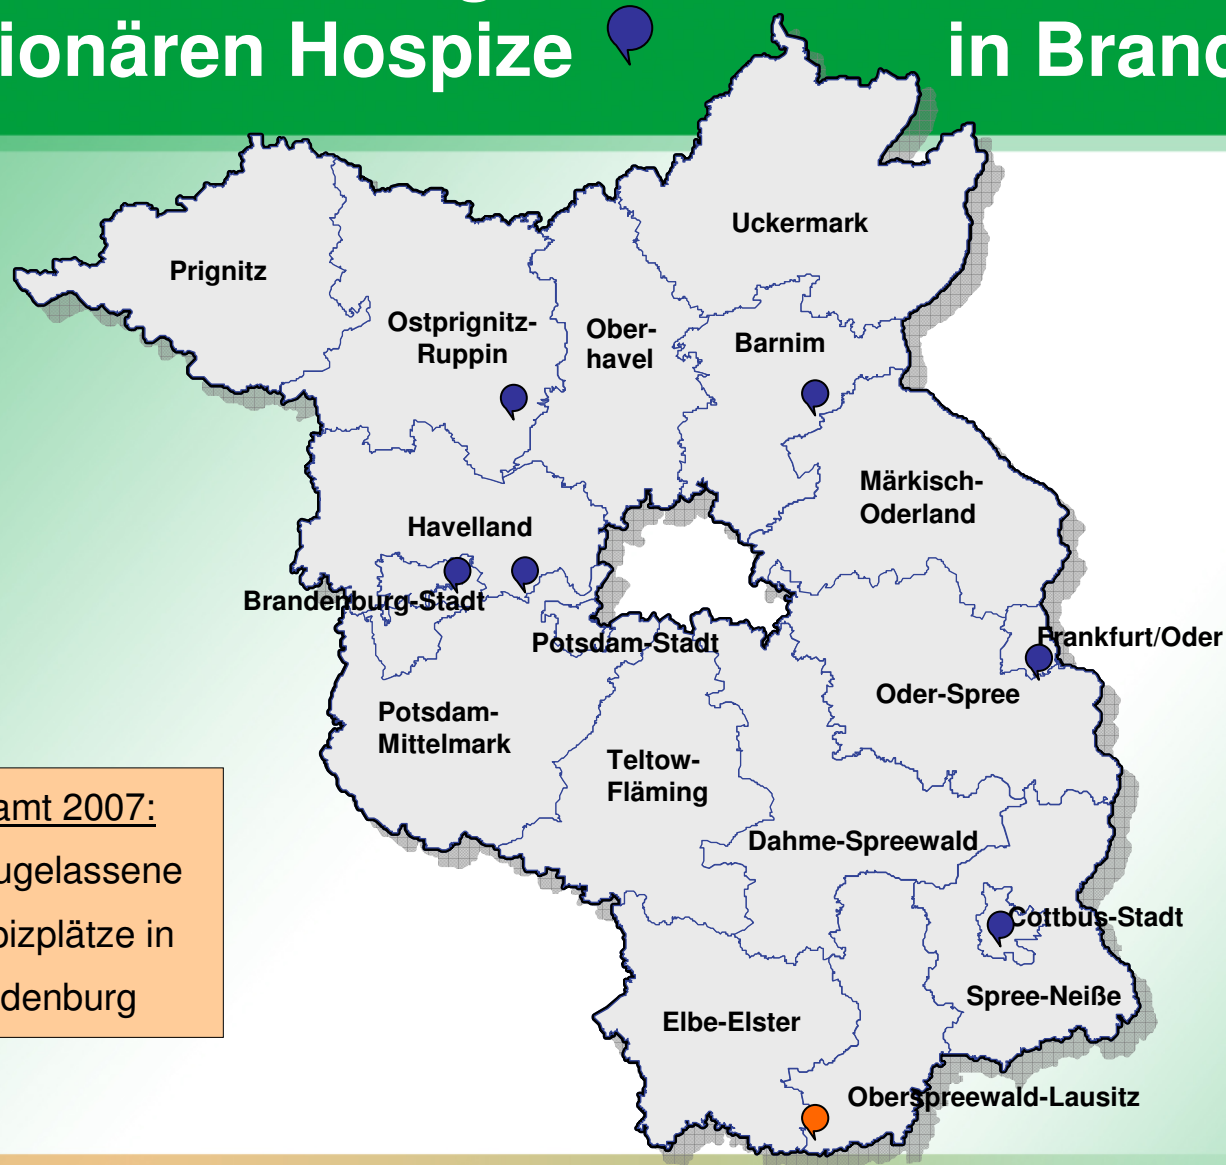 ionären Hospize in Brand
Uckermark
Prignitz
Ostprignitz-
Ruppin
Ober-
havel
Barnim
Märkisch-
Oderland
Havelland
Brandenburg-Stadt
Potsdam-Stadt
Frankfurt/Oder
Oder-Spree
Potsdam-
Mittelmark
Teltow-
Fläming
amt 2007:
ugelassene
pizplätze in
denburg
Dahme-Spreewald
Cottbus-Stadt
Spree-Neiße
Elbe-Elster
Oberspreewald-Lausitz